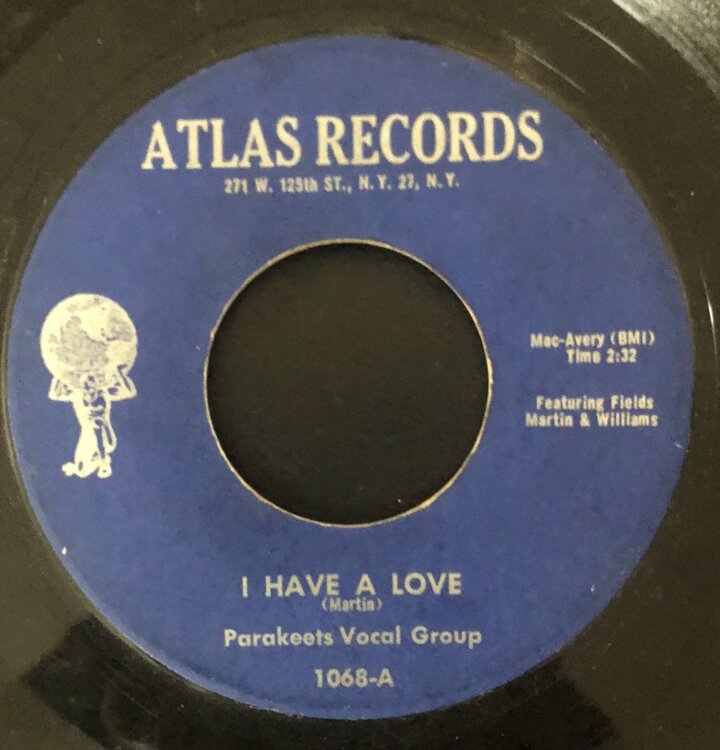 ATLAS RECORDS
271 W. 125th ST., N.Y. 27, N.Y.
Mac-Avery (BMI)
Time 2:32
Featuring Fields
Martin & Williams
I HAVE A LOVE
(Martin)
Parakeets Vocal Group
1068-A